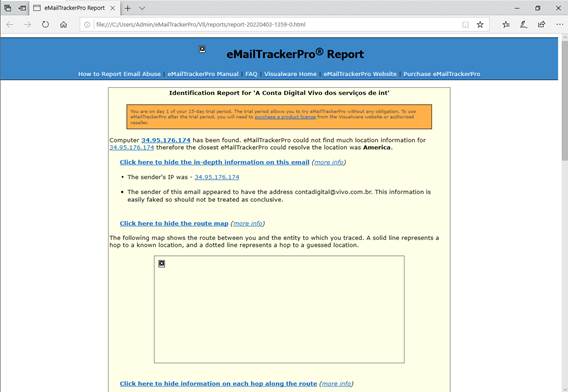 eMailTrackerPro Report
file:///C:/Users/Admin/eMailTrackerPro/V8/reports/report-20220403-1359-0.html
eMailTrackerPro® Report
How to Report Email Abuse | eMailTrackerPro Manual | FAQ | Visualware Home | eMailTrackerPro Website | Purchase eMailTrackerPro
Identification Report for 'A Conta Digital Vivo dos serviços de int'
You are on day 1 of your 15-day trial period. The trial period allows you to try eMailTrackerPro without any obligation. To use
eMailTrackerPro after the trial period, you will need to purchase a product license from the Visualware website or authorised
reseller.
Computer 34.95.176.174 has been found. eMailTrackerPro could not find much location information for
34.95.176.174 therefore the closest eMailTrackerPro could resolve the location was America.
Click here to hide the in-depth information on this email (more info)
• The sender's IP was - 34.95.176.174
• The sender of this email appeared to have the address contadigital@vivo.com.br. This information is
easily faked so should not be treated as conclusive.
Click here to hide the route map (more info)
The following map shows the route between you and the entity to which you traced. A solid line represents a
hop to a known location, and a dotted line represents a hop to a guessed location.
Click here to hide information on each hop along the route (more info)